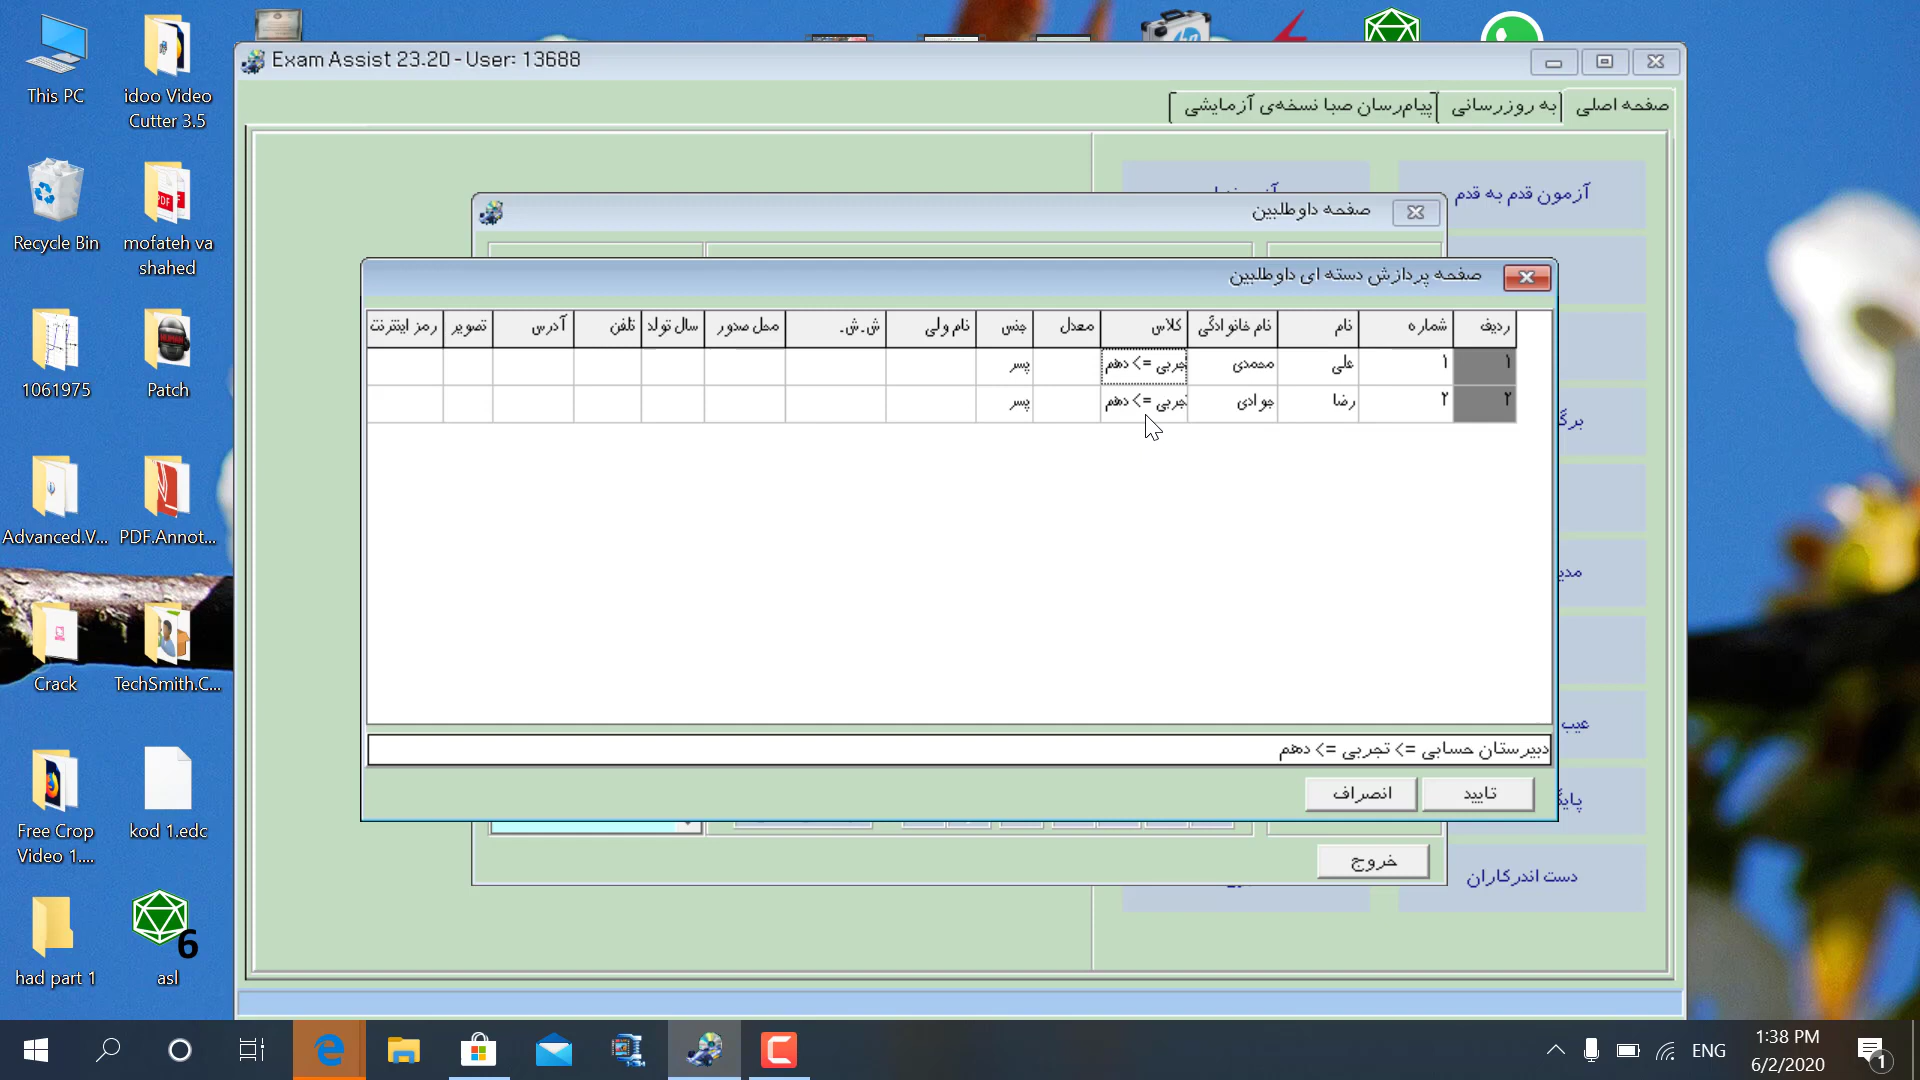 This PC
idoo Video
Cutter 3.5
Recycle Bin
mofateh va
shahed
1061975
Patch
Advanced.V...
PDF.Annot...
Crack
TechSmith.C...
Free Crop
Video 1....
kod 1.edc
had part 1
asl
Exam Assist 23.20 - User: 13688
صفحه اصلی
به روزرسانی
پیام‌رسان صبا نسخه‌ی آزمایشی
آزمون قدم به قدم
صفحه داوطلبین
صفحه پردازش دسته ای داوطلبین
ردیف شماره نام نام خانوادگی کلاس معدل جنس نام ولی ش.ش. محل صدور سال تولد تلفن آدرس تصویر رمز اینترنت
۱ ۱ علی محمدی جربی => دهم پسر
۲ ۲ رضا جوادی جربی => دهم پسر
دبیرستان حسابی => تجربی => دهم
تایید
انصراف
خروج
دست اندرکاران
ENG
1:38 PM
6/2/2020
1